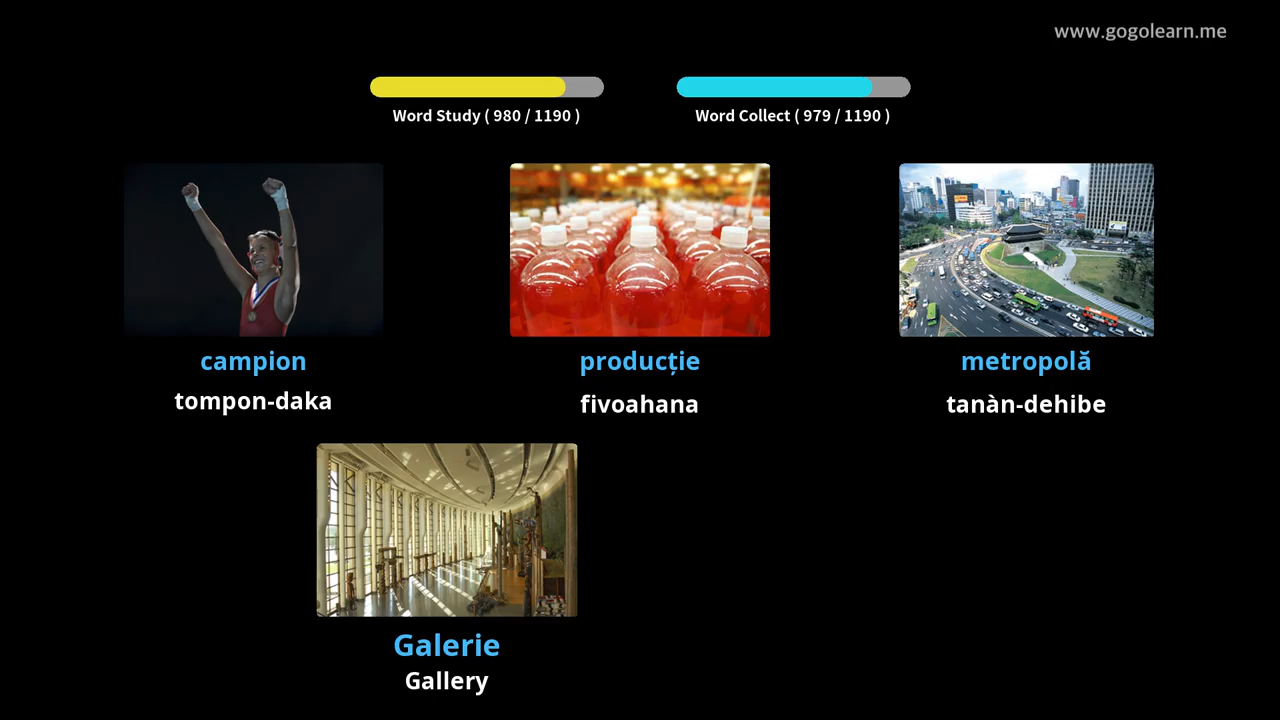 www.gogolearn.me
Word Study ( 980 / 1190 )
Word Collect ( 979 / 1190 )
campion
tompon-daka
producție
fivoahana
metropolă
tanàn-dehibe
Galerie
Gallery